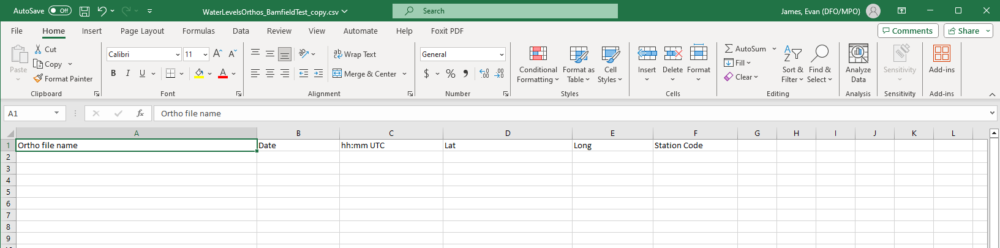 AutoSave Off WaterLevelsOrthos_BamfieldTest_copy.csv Search James, Evan (DFO/MPO)
File Home Insert Page Layout Formulas Data Review View Automate Help Foxit PDF Comments Share
Paste Cut Copy Format Painter Clipboard
Calibri 11 B I U A A A Font
Wrap Text Merge & Center Alignment
General $ % Number
Conditional Formatting Format as Table Cell Styles Styles
Insert Delete Format Cells
AutoSum Fill Clear Sort & Filter Find & Select Editing
Analyze Data Analysis
Sensitivity Sensitivity
Add-ins Add-ins
A1 fx Ortho file name
A B C D E F G H I J K L
1 Ortho file name Date hh:mm UTC Lat Long Station Code
2
3
4
5
6
7
8
9